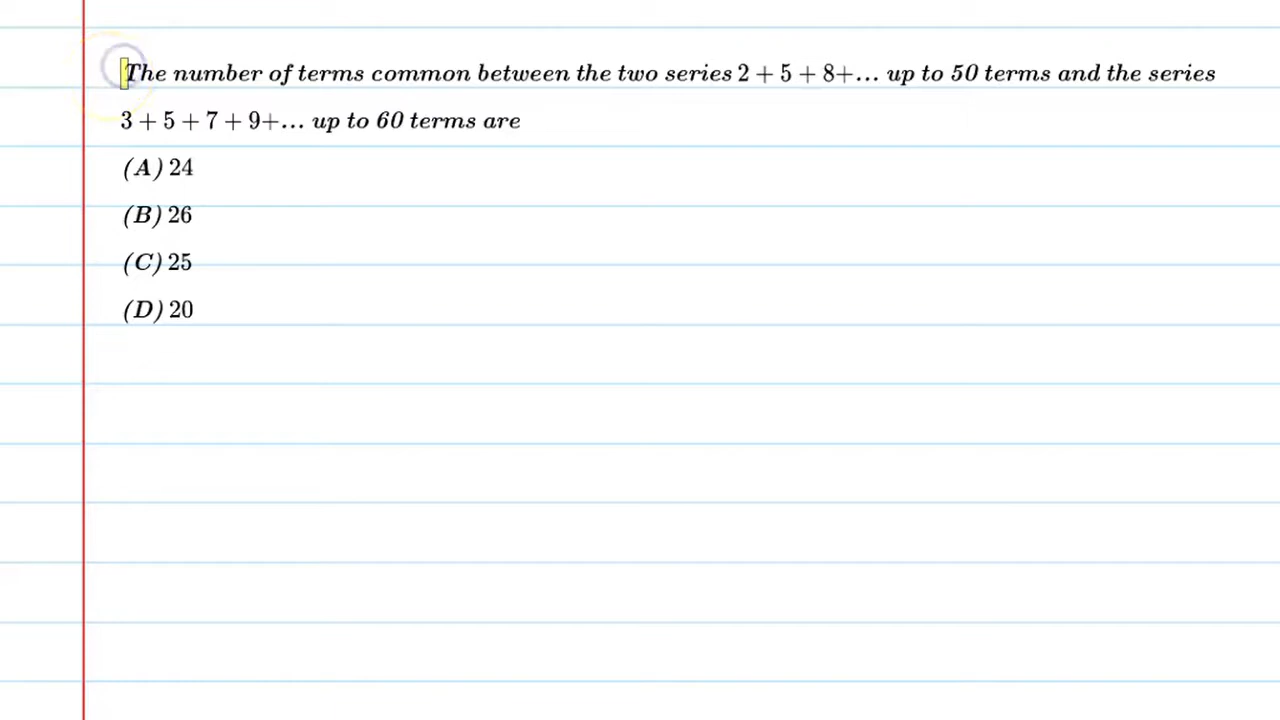 The number of terms common between the two series 2 + 5 + 8+... up to 50 terms and the series
3 + 5 + 7 + 9+... up to 60 terms are
(A) 24
(B) 26
(C) 25
(D) 20